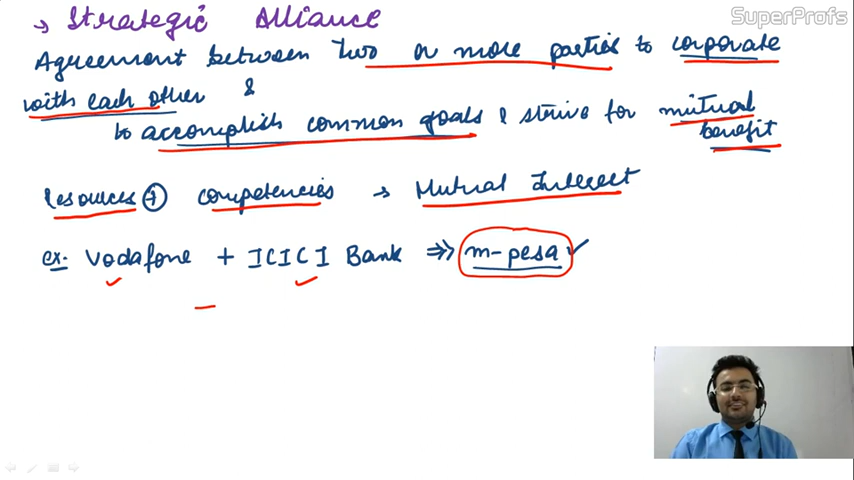 SuperProfs
→ Strategic Alliance
Agreement between two or more parties to corporate
with each other &
to accomplish common goals & strive for mutual
benefit
Resources + competencies → Mutual Interest
ex. Vodafone + ICICI Bank ⇒> m-pesa ✓